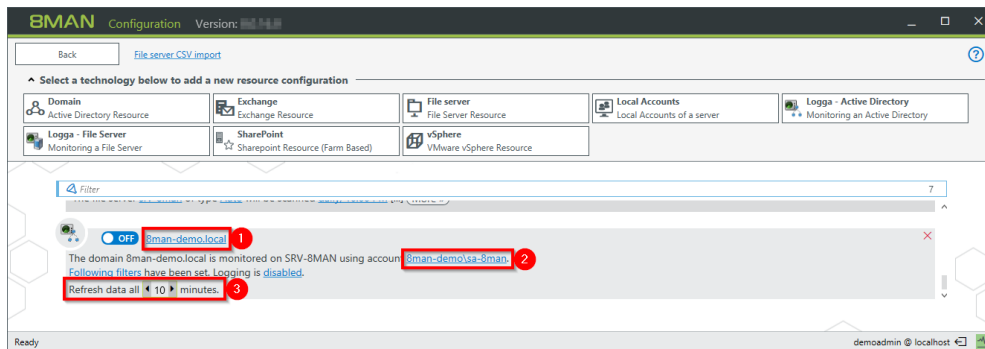 8MAN Configuration Version:
Back File server CSV import
Select a technology below to add a new resource configuration
Domain
Active Directory Resource
Exchange
Exchange Resource
File server
File Server Resource
Local Accounts
Local Accounts of a server
Logga - Active Directory
Monitoring an Active Directory
Logga - File Server
Monitoring a File Server
SharePoint
Sharepoint Resource (Farm Based)
vSphere
VMware vSphere Resource
Filter 7
OFF 8man-demo.local 1
The domain 8man-demo.local is monitored on SRV-8MAN using account 8man-demo\sa-8man. 2
Following filters have been set. Logging is disabled.
Refresh data all 10 minutes. 3
Ready demoadmin @ localhost